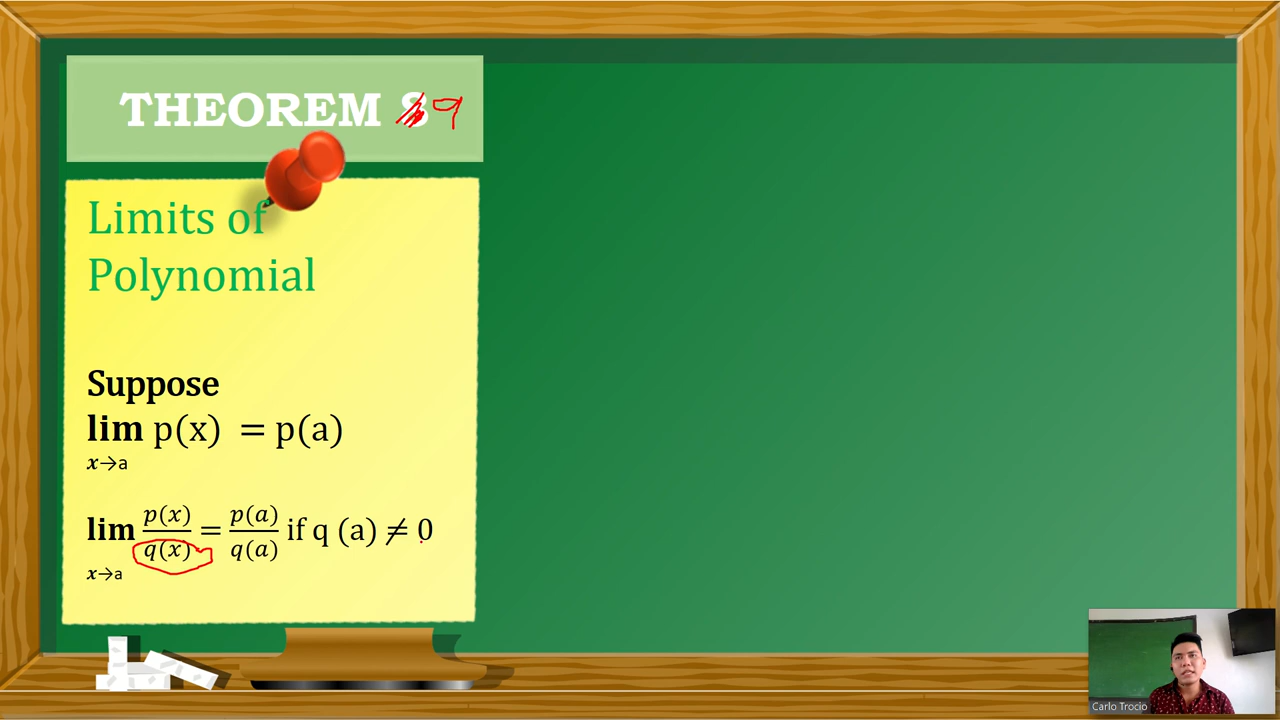 THEOREM 8 9
Limits of
Polynomial
Suppose
lim p(x) = p(a)
x→a
lim p(x)/q(x) = p(a)/q(a) if q (a) ≠ 0
x→a
Carlo Trocio